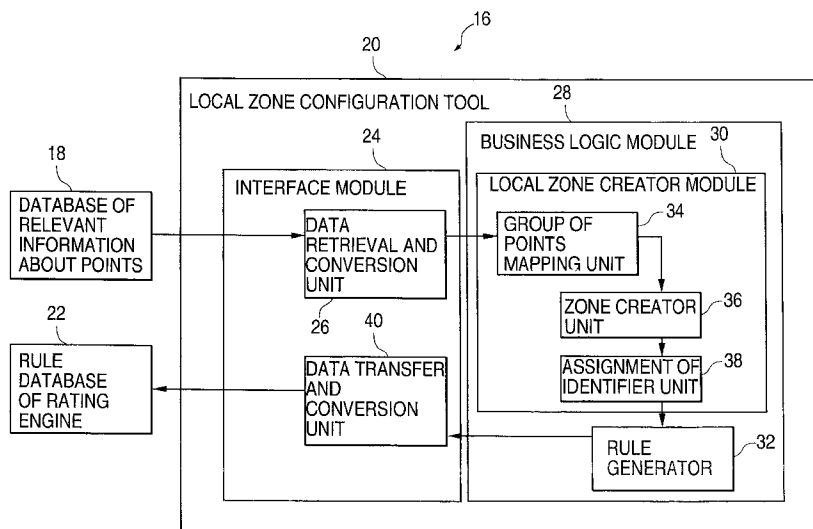 16
20
LOCAL ZONE CONFIGURATION TOOL
28
BUSINESS LOGIC MODULE
24
INTERFACE MODULE
30
LOCAL ZONE CREATOR MODULE
18
DATABASE OF
RELEVANT
INFORMATION
ABOUT POINTS
DATA
RETRIEVAL AND
CONVERSION
UNIT
26
34
GROUP OF
POINTS
MAPPING UNIT
ZONE CREATOR
UNIT
36
22
RULE
DATABASE
OF RATING
ENGINE
40
DATA TRANSFER
AND
CONVERSION
UNIT
ASSIGNMENT OF
IDENTIFIER UNIT
38
RULE
GENERATOR
32